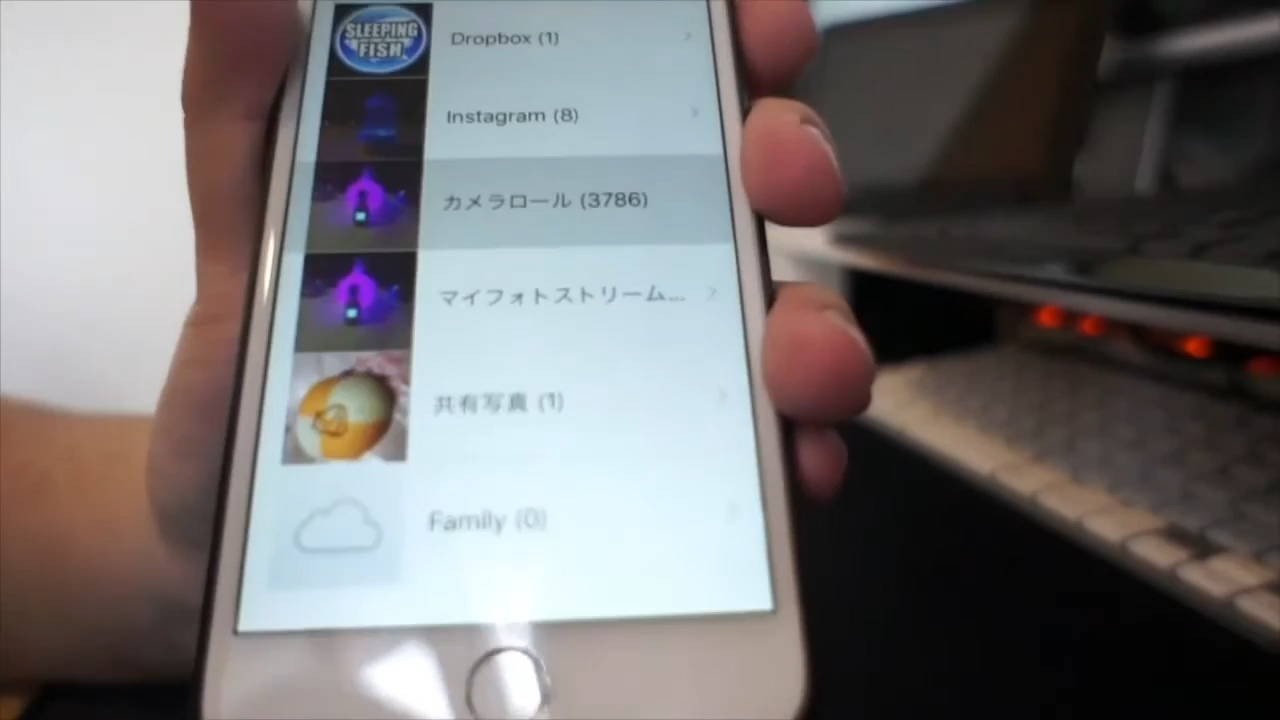 SLEEPING
FISH
Dropbox (1)
Instagram (8)
カメラロール (3786)
マイフォトストリーム...
共有写真 (1)
Family (0)